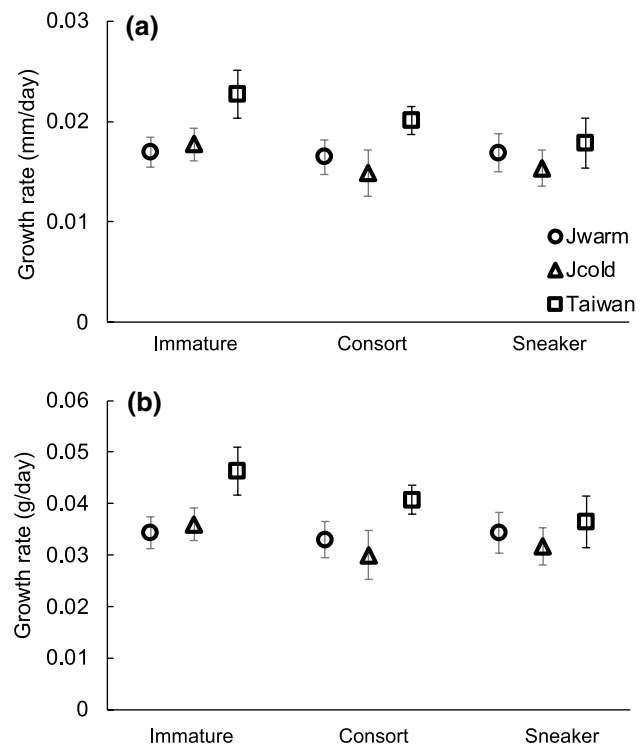 (a)
Growth rate (mm/day)
0.03
0.02
0.01
0
Jwarm
Jcold
Taiwan
Immature Consort Sneaker
(b)
Growth rate (g/day)
0.06
0.05
0.04
0.03
0.02
0.01
0
Immature Consort Sneaker